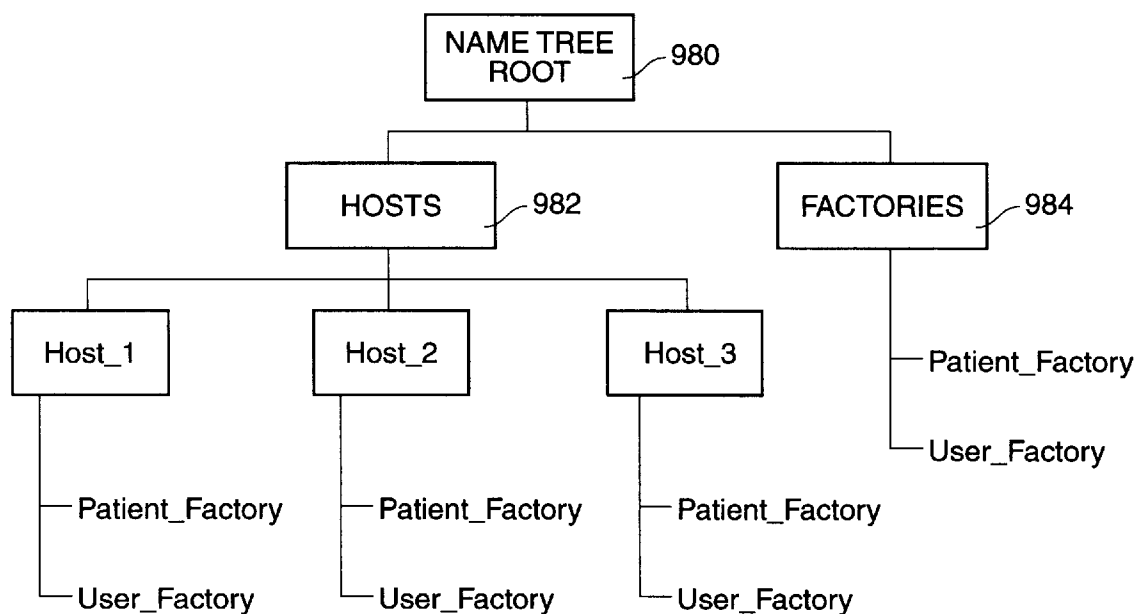 NAME TREE
ROOT
980
HOSTS
982
FACTORIES
984
Host_1
Host_2
Host_3
Patient_Factory
User_Factory
Patient_Factory
Patient_Factory
Patient_Factory
User_Factory
User_Factory
User_Factory